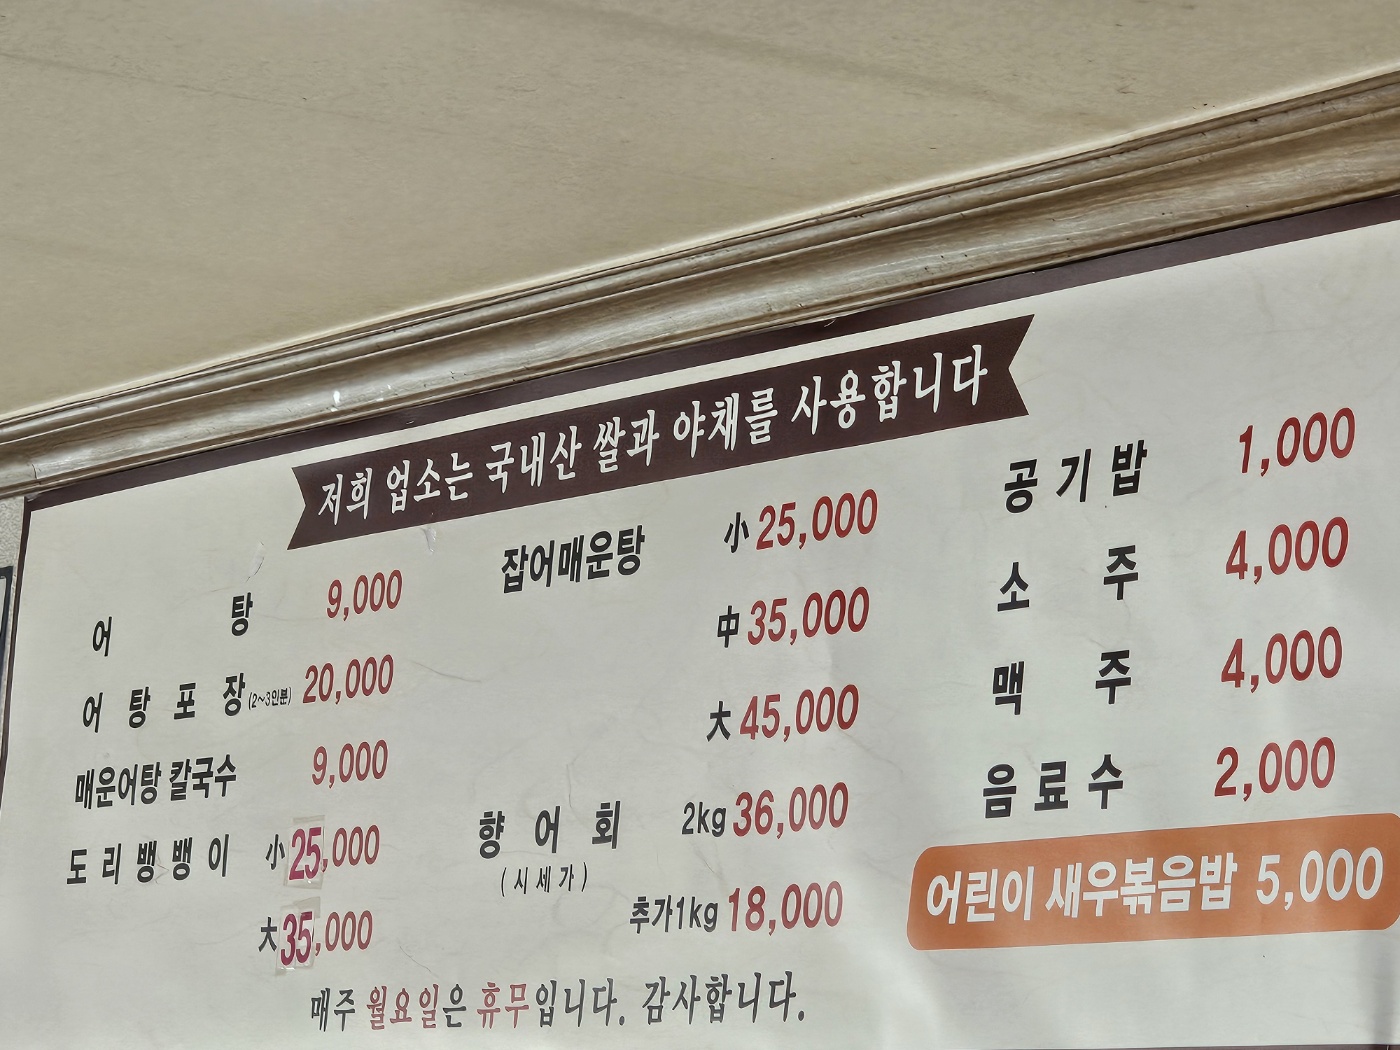 저희 업소는 국내산 쌀과 야채를 사용합니다
어 탕 9,000
어 탕 포 장 (2~3인분) 20,000
매운어탕 칼국수 9,000
도 리 뱅 뱅 이 小 25,000
大 35,000
잡어매운탕 小 25,000
中 35,000
大 45,000
향 어 회 2kg 36,000
(시세가)
추가1kg 18,000
공 기 밥 1,000
소 주 4,000
맥 주 4,000
음 료 수 2,000
어린이 새우볶음밥 5,000
매주 월요일은 휴무입니다. 감사합니다.